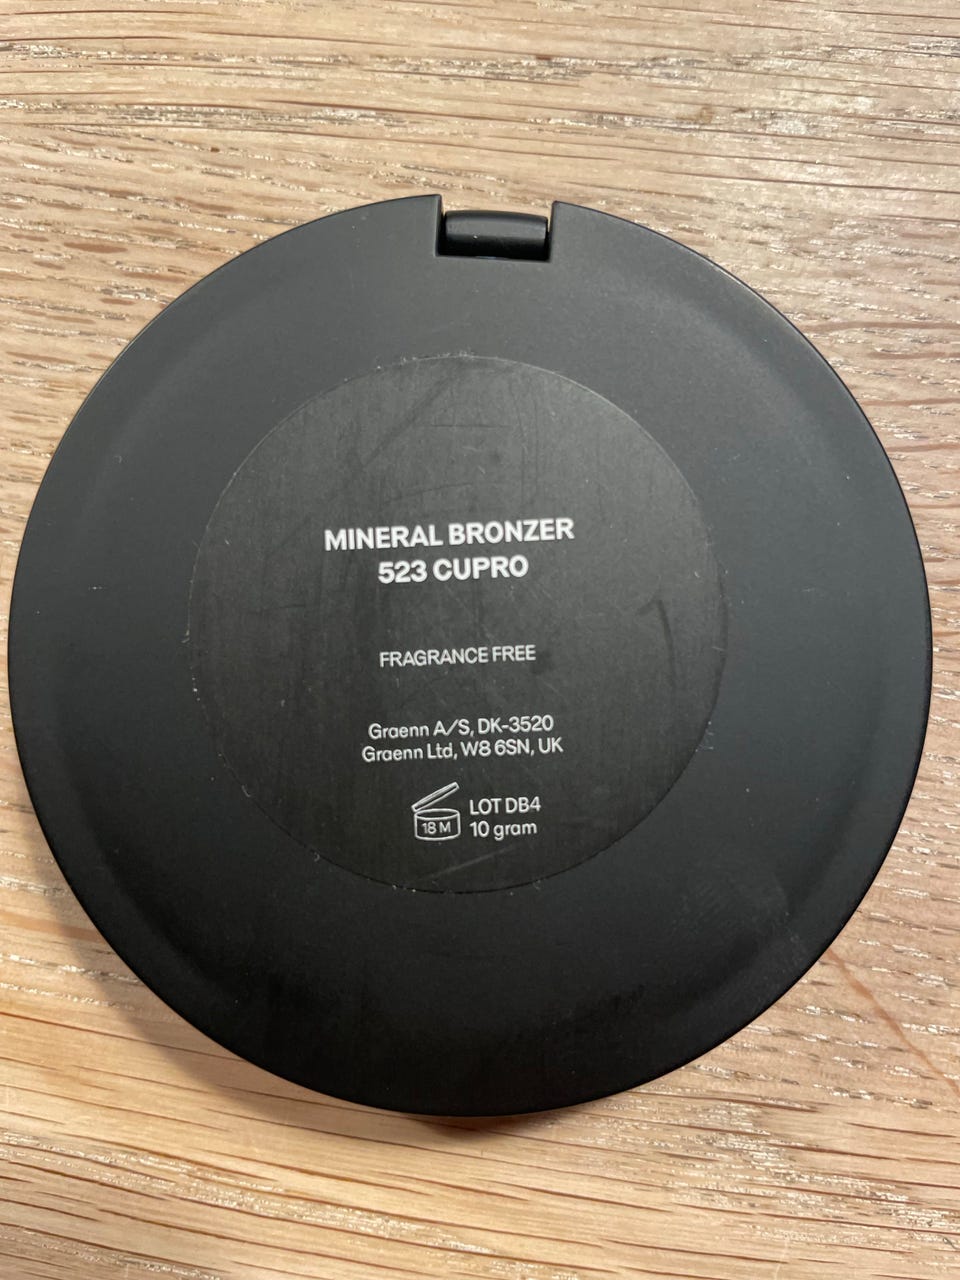 MINERAL BRONZER
523 CUPRO
FRAGRANCE FREE
Graenn A/S, DK-3520
Graenn Ltd, W8 6SN, UK
18 M
LOT DB4
10 gram